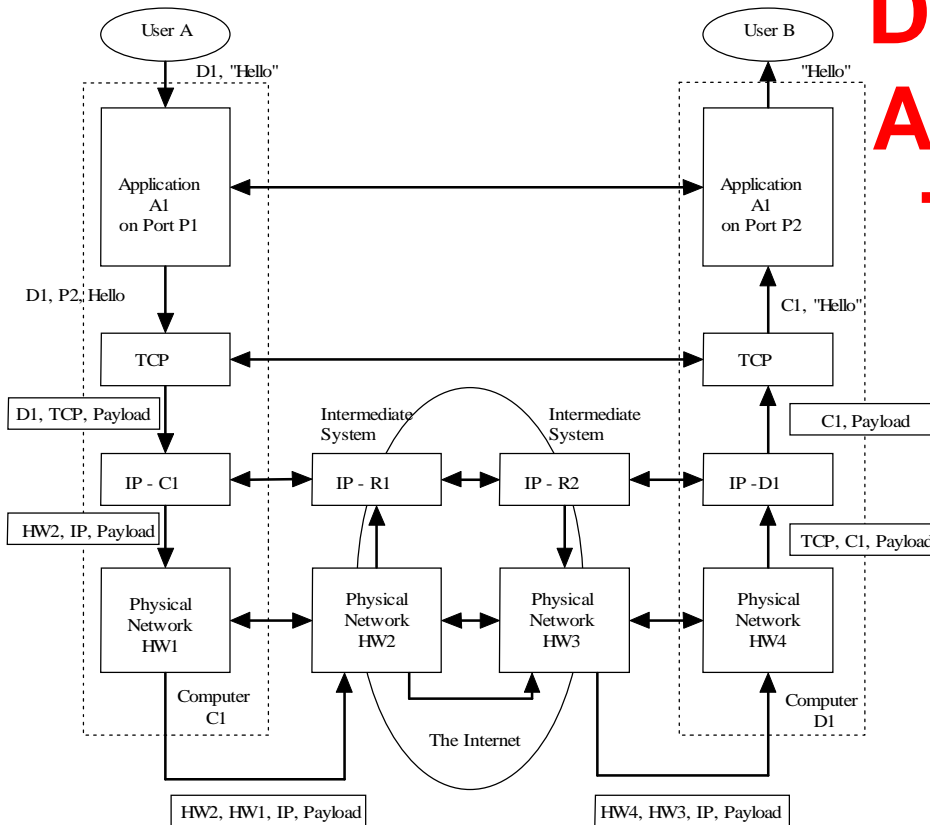 User A
User B
D
A
D1, "Hello"
"Hello"
Application
A1
on Port P1
Application
A1
on Port P2
D1, P2, Hello
C1, "Hello"
TCP
TCP
D1, TCP, Payload
Intermediate
System
Intermediate
System
C1, Payload
IP - C1
IP - R1
IP - R2
IP -D1
HW2, IP, Payload
TCP, C1, Payload
Physical
Network
HW1
Physical
Network
HW2
Physical
Network
HW3
Physical
Network
HW4
Computer
C1
The Internet
Computer
D1
HW2, HW1, IP, Payload
HW4, HW3, IP, Payload